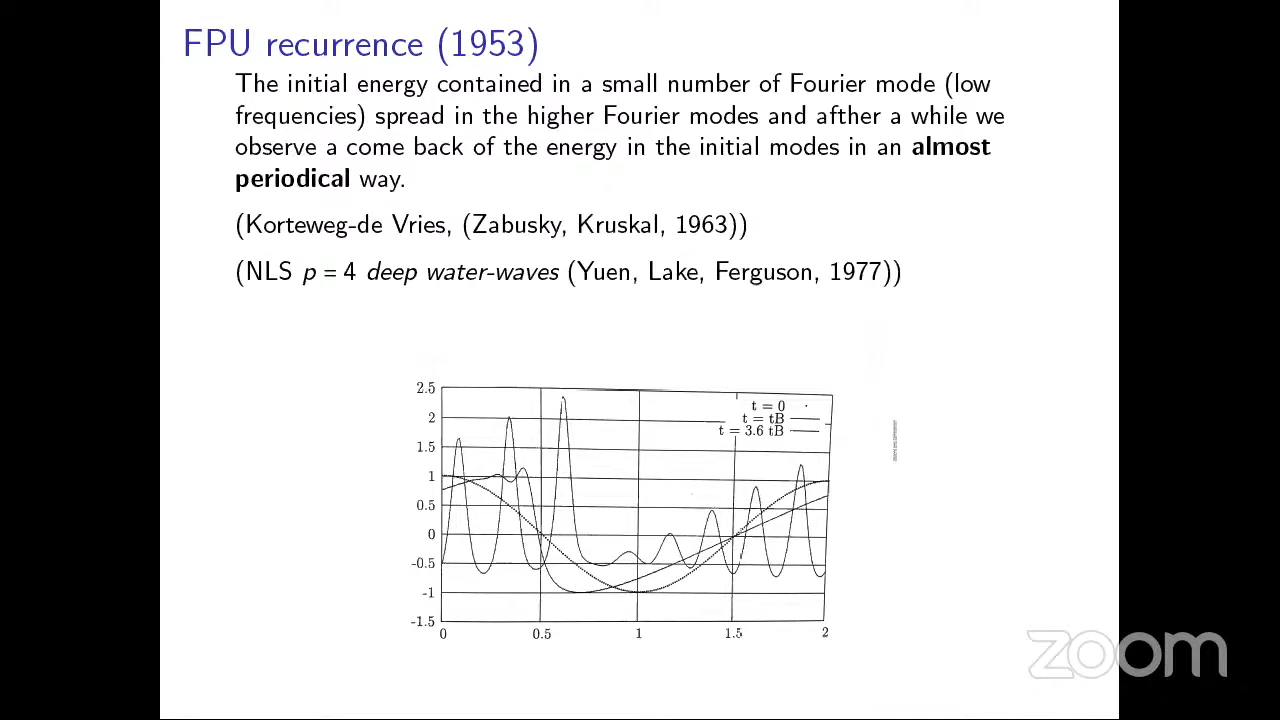 FPU recurrence (1953)
The initial energy contained in a small number of Fourier mode (low
frequencies) spread in the higher Fourier modes and afther a while we
observe a come back of the energy in the initial modes in an almost
periodical way.
(Korteweg-de Vries, (Zabusky, Kruskal, 1963))
(NLS p = 4 deep water-waves (Yuen, Lake, Ferguson, 1977))
2.5
2
1.5
1
0.5
0
-0.5
-1
-1.5
t = 0
t = tB
t = 3.6 tB
0 0.5 1 1.5 2
zoom